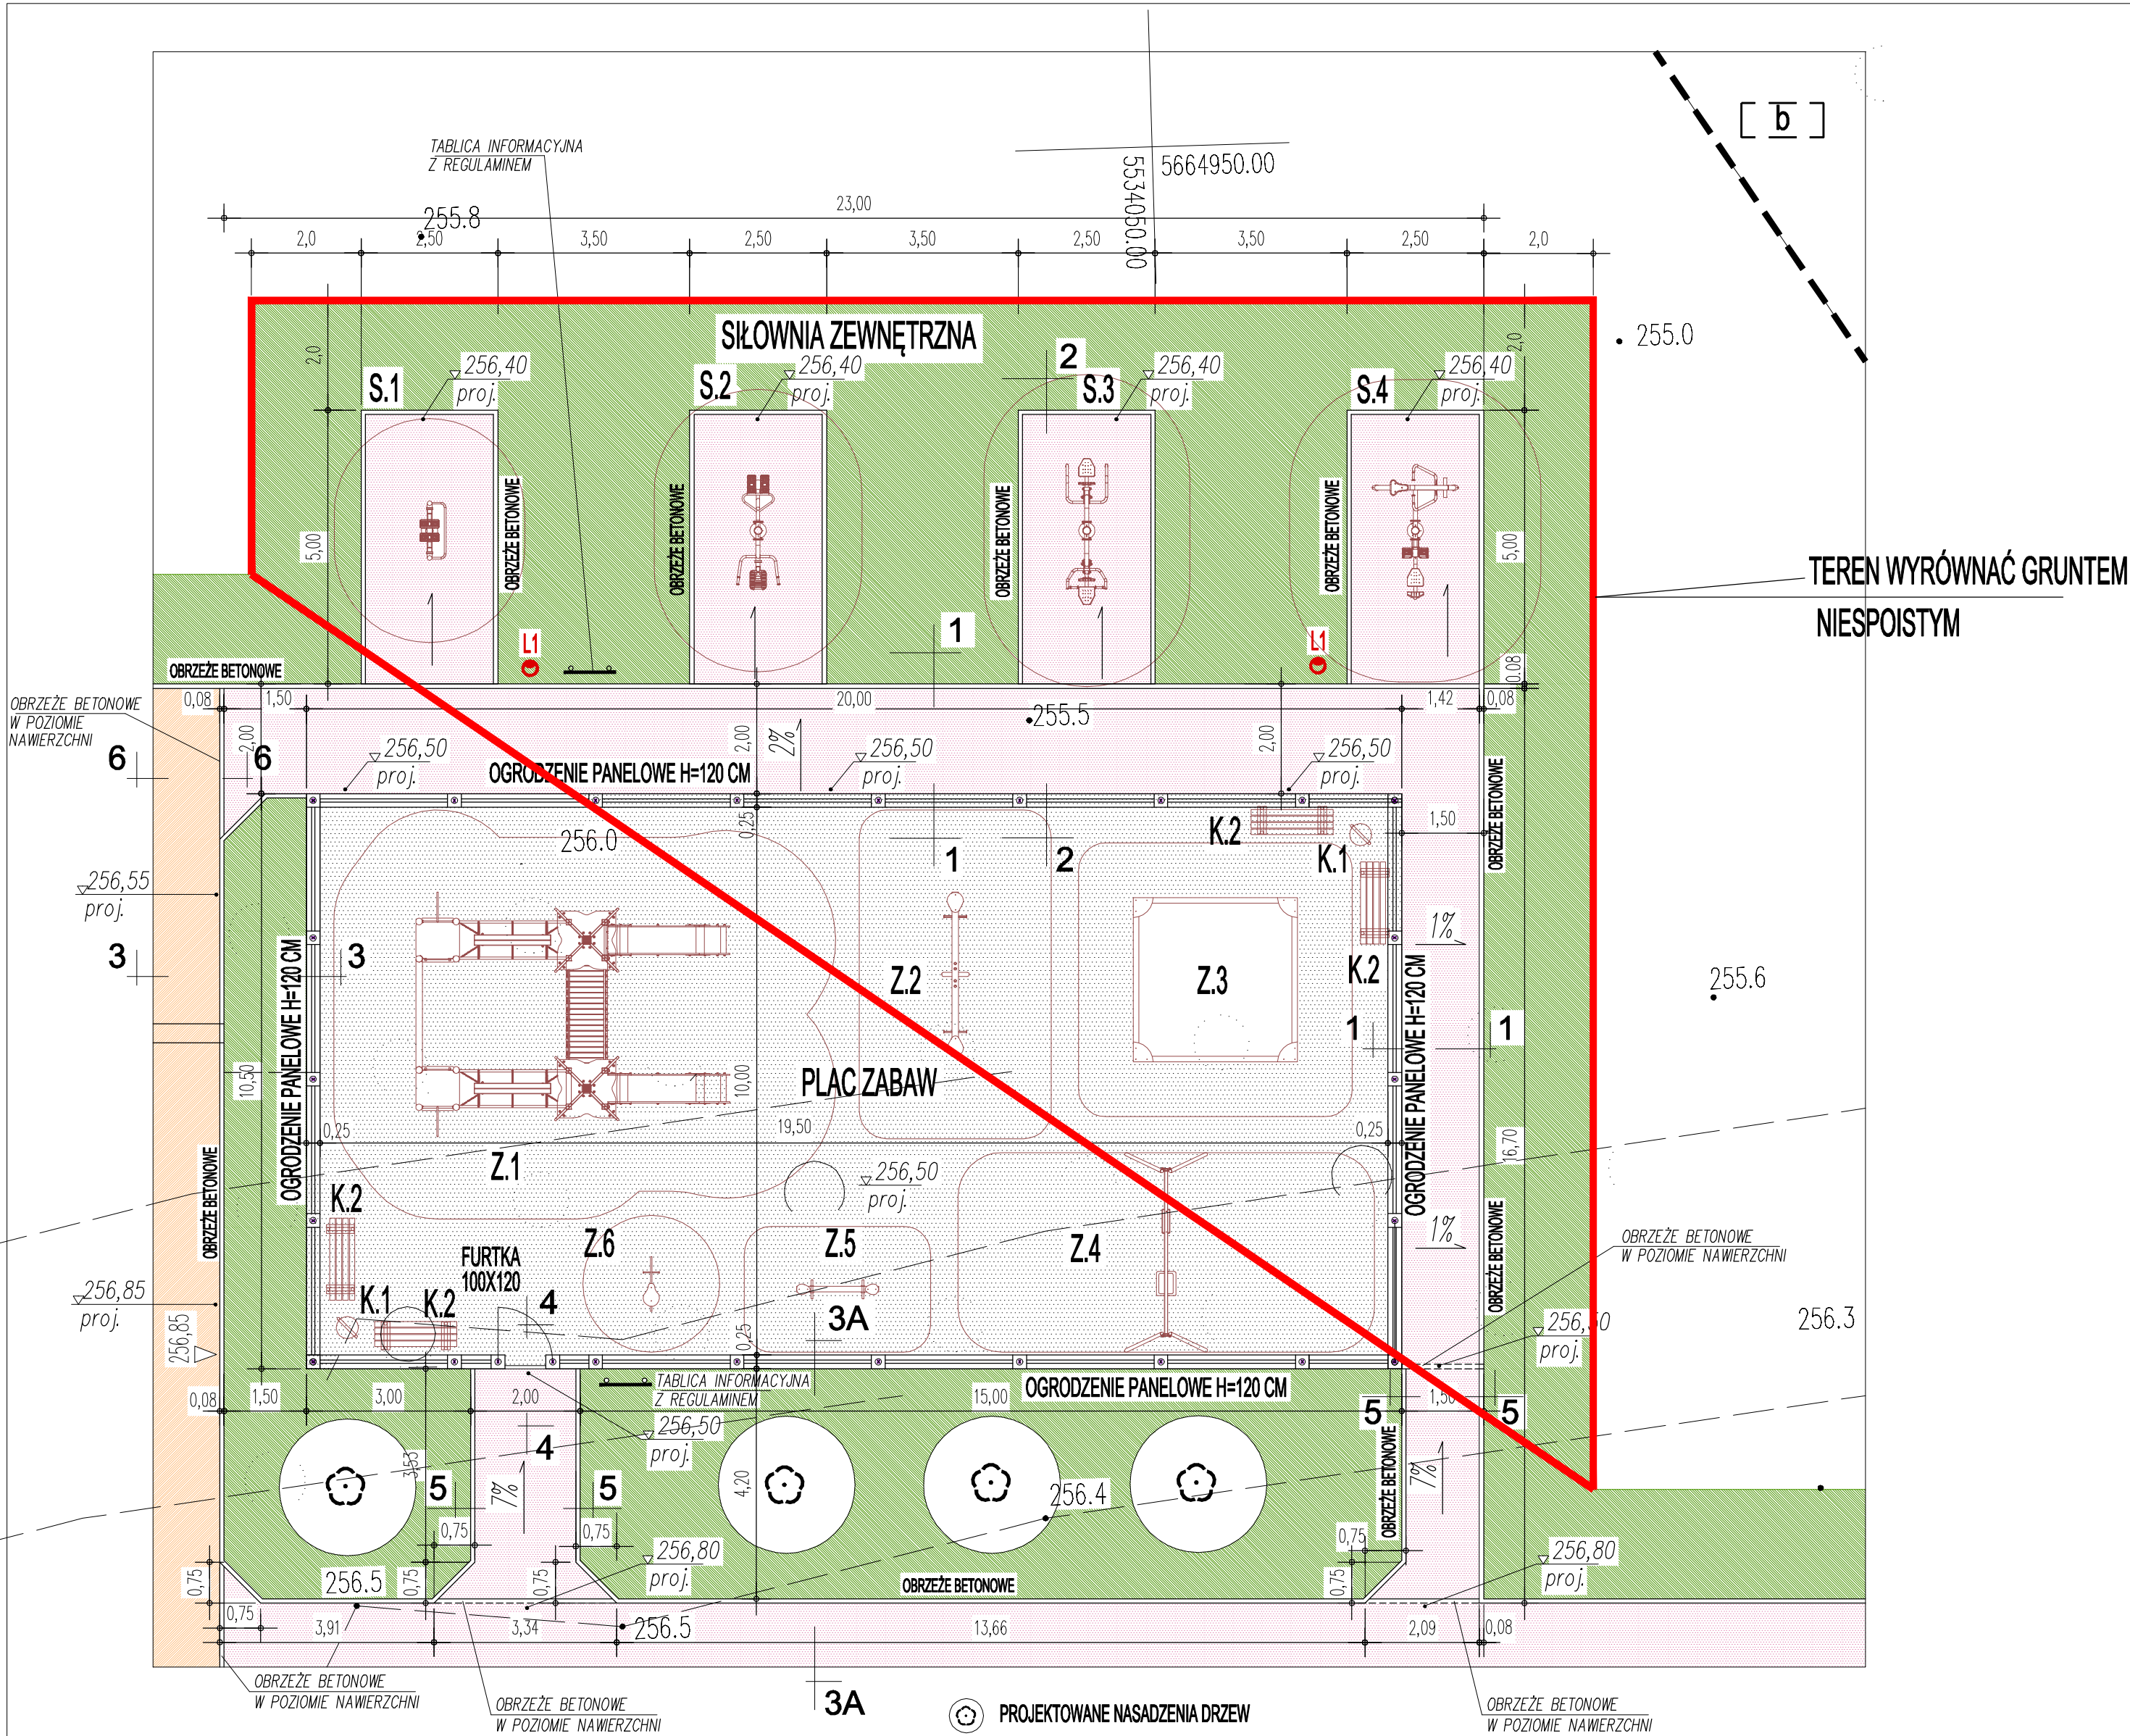 [ b ]
TABLICA INFORMACYJNA
Z REGULAMINEM
5534050.00
5664950.00
23,00
255.8
2,0
2,50
3,50
2,50
3,50
2,50
3,50
2,50
2,0
SIŁOWNIA ZEWNĘTRZNA
255.0
2,0
2,0
S.1
256,40
proj.
S.2
256,40
proj.
2
S.3
256,40
proj.
S.4
256,40
proj.
5,00
OBRZEŻE BETONOWE
OBRZEŻE BETONOWE
OBRZEŻE BETONOWE
OBRZEŻE BETONOWE
5,00
TEREN WYRÓWNAĆ GRUNTEM
NIESPOISTYM
L1
1
L1
OBRZEŻE BETONOWE
0.08
OBRZEŻE BETONOWE
W POZIOMIE
NAWIERZCHNI
0,08
1,50
20,00
1,42
0,08
255.5
2,00
2,00
2%
2,00
6
6
256,50
proj.
256,50
proj.
256,50
proj.
OGRODZENIE PANELOWE H=120 CM
OBRZEŻE BETONOWE
256.0
0,25
K.2
K.1
1,50
1
2
256,55
proj.
3
3
1%
Z.2
Z.3
K.2
255.6
OGRODZENIE PANELOWE H=120 CM
OGRODZENIE PANELOWE H=120 CM
1
1
10,50
10,00
PLAC ZABAW
0,25
19,50
0,25
16,70
OBRZEŻE BETONOWE
Z.1
256,50
proj.
K.2
1%
OBRZEŻE BETONOWE
OBRZEŻE BETONOWE
W POZIOMIE NAWIERZCHNI
FURTKA
100X120
Z.6
Z.5
Z.4
256,85
proj.
256,85
K.1
K.2
4
3A
0,25
256,50
proj.
256.3
TABLICA INFORMACYJNA
Z REGULAMINEM
OGRODZENIE PANELOWE H=120 CM
0,08
1,50
3,00
2,00
15,00
1,50
5
5
256,50
proj.
4
3,53
4,20
256.4
OBRZEŻE BETONOWE
7%
5
7%
5
0,75
0,75
0,75
256,80
proj.
256,80
proj.
0,75
256.5
0,75
0,75
0,75
OBRZEŻE BETONOWE
0,75
3,91
3,34
256.5
13,66
2,09
0,08
OBRZEŻE BETONOWE
W POZIOMIE NAWIERZCHNI
OBRZEŻE BETONOWE
W POZIOMIE NAWIERZCHNI
3A
PROJEKTOWANE NASADZENIA DRZEW
OBRZEŻE BETONOWE
W POZIOMIE NAWIERZCHNI